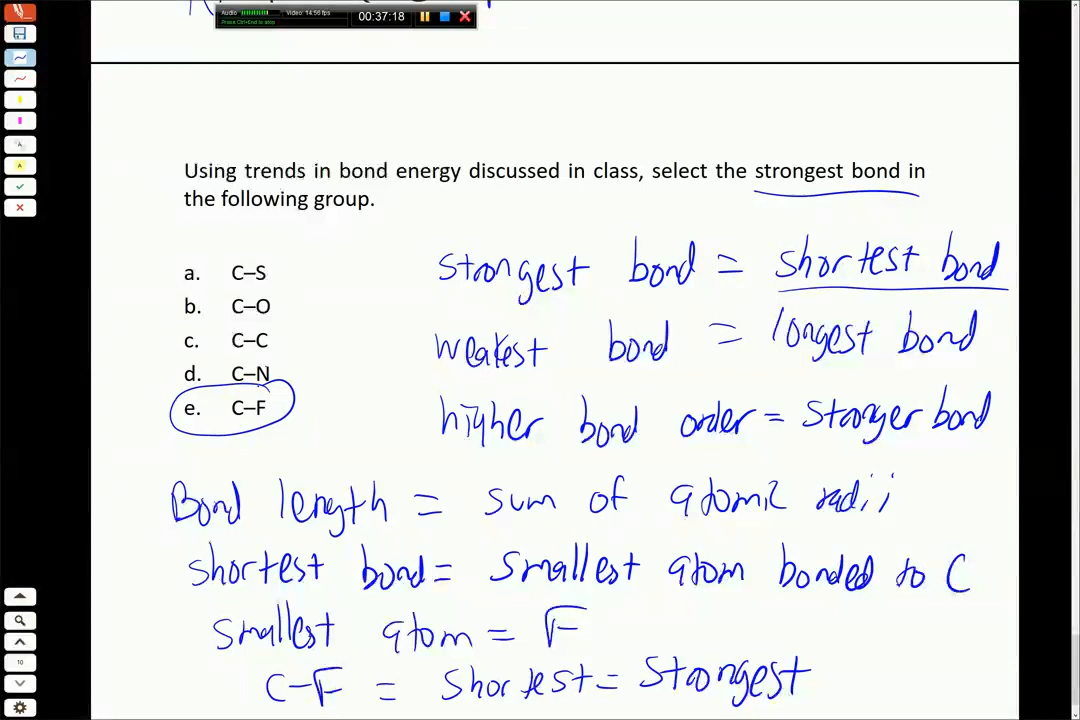 Audio
Video: 14.56 fps
Press Ctrl+End to stop
00:37:18
Using trends in bond energy discussed in class, select the strongest bond in
the following group.
a. C–S
b. C–O
c. C–C
d. C–N
e. C–F
strongest bond = shortest bond
weakest bond = longest bond
higher bond order = stronger bond
Bond length = sum of atomic radii
shortest bond = smallest atom bonded to C
smallest atom = F
C-F = shortest = strongest
10